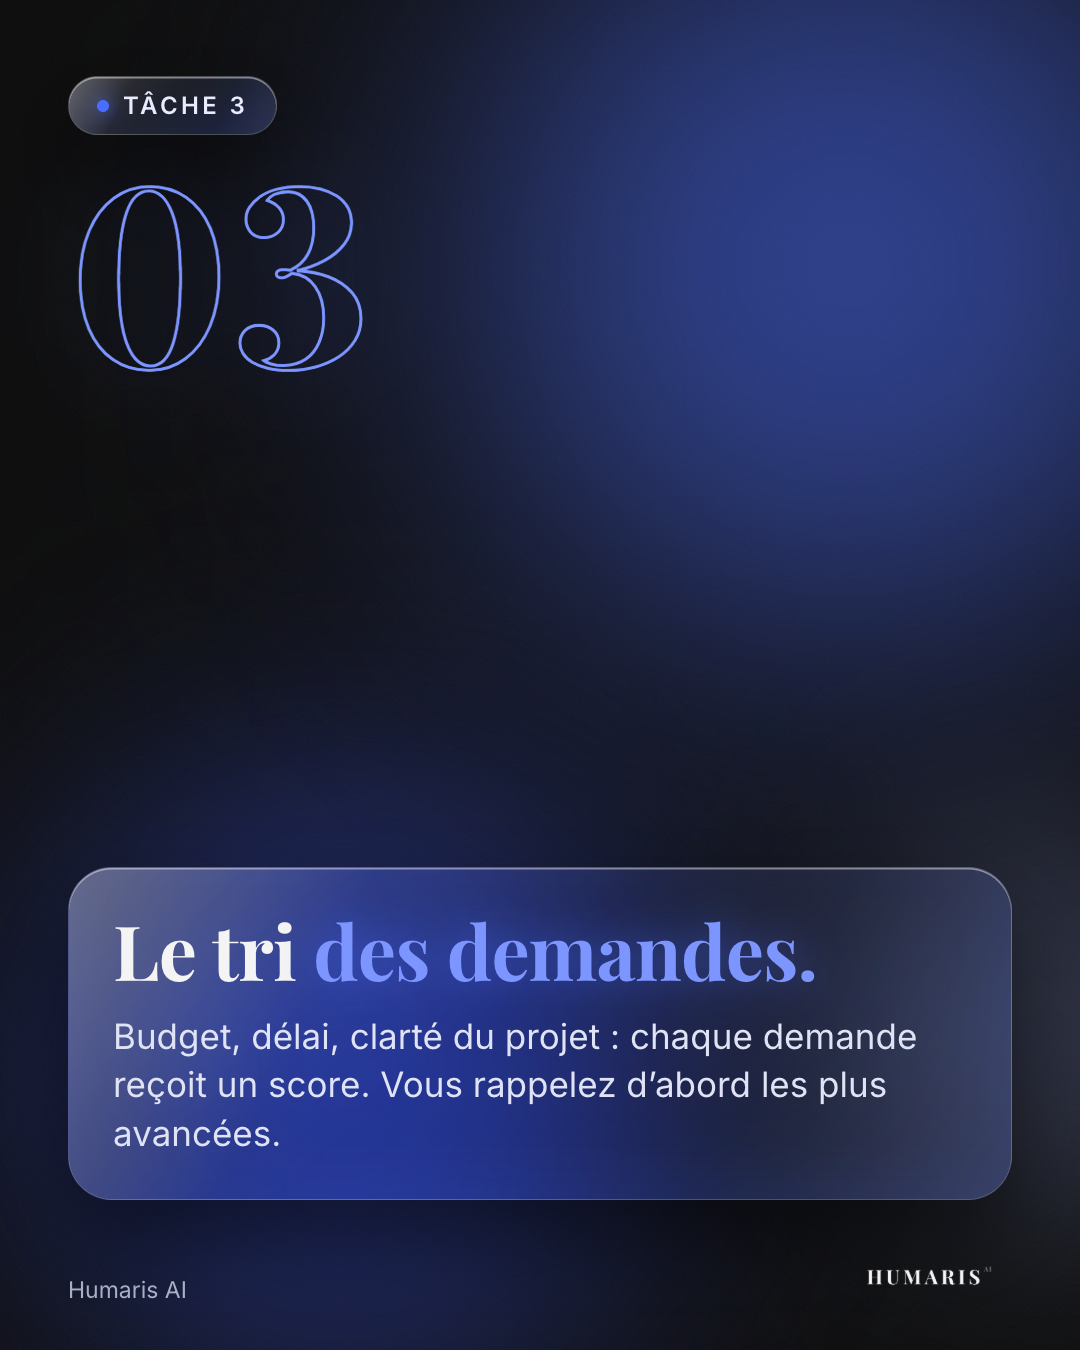 TÂCHE 3
03
Le tri des demandes.
Budget, délai, clarté du projet : chaque demande
reçoit un score. Vous rappelez d’abord les plus
avancées.
Humaris AI
HUMARIS AI